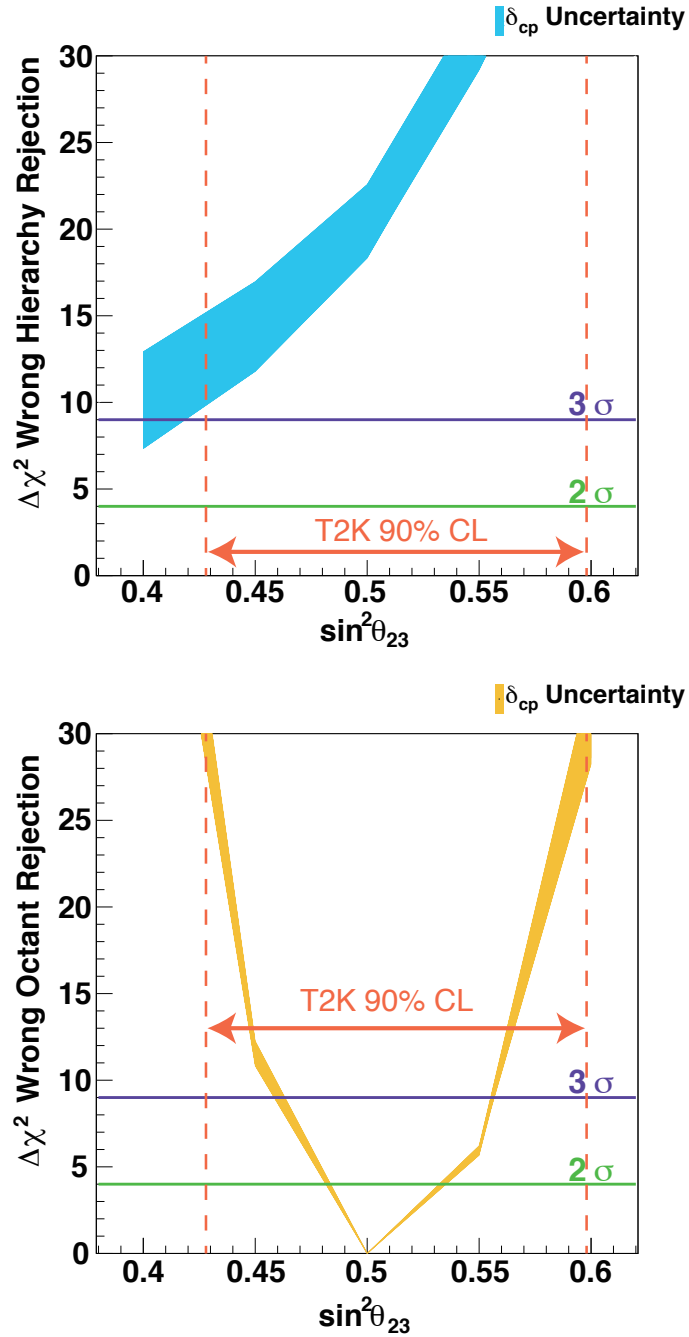 δcp Uncertainty
30
25
20
15
10
5
0
Δχ² Wrong Hierarchy Rejection
3 σ
2 σ
T2K 90% CL
0.4 0.45 0.5 0.55 0.6
sin²θ23
δcp Uncertainty
30
25
20
15
10
5
0
Δχ² Wrong Octant Rejection
T2K 90% CL
3 σ
2 σ
0.4 0.45 0.5 0.55 0.6
sin²θ23